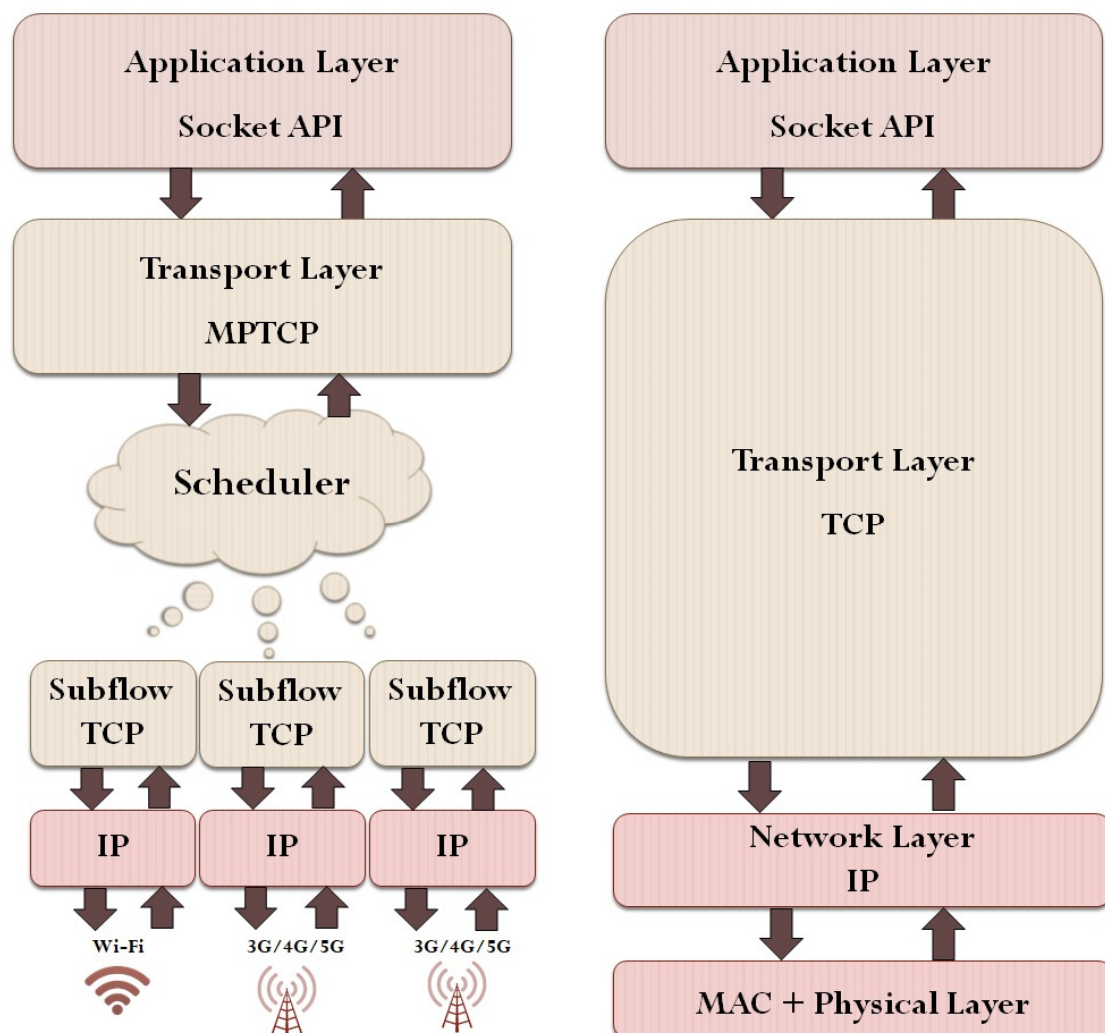 Application Layer
Socket API
Transport Layer
MPTCP
Scheduler
Subflow
TCP
Subflow
TCP
Subflow
TCP
IP
IP
IP
Wi-Fi
3G/4G/5G
3G/4G/5G
Application Layer
Socket API
Transport Layer
TCP
Network Layer
IP
MAC + Physical Layer